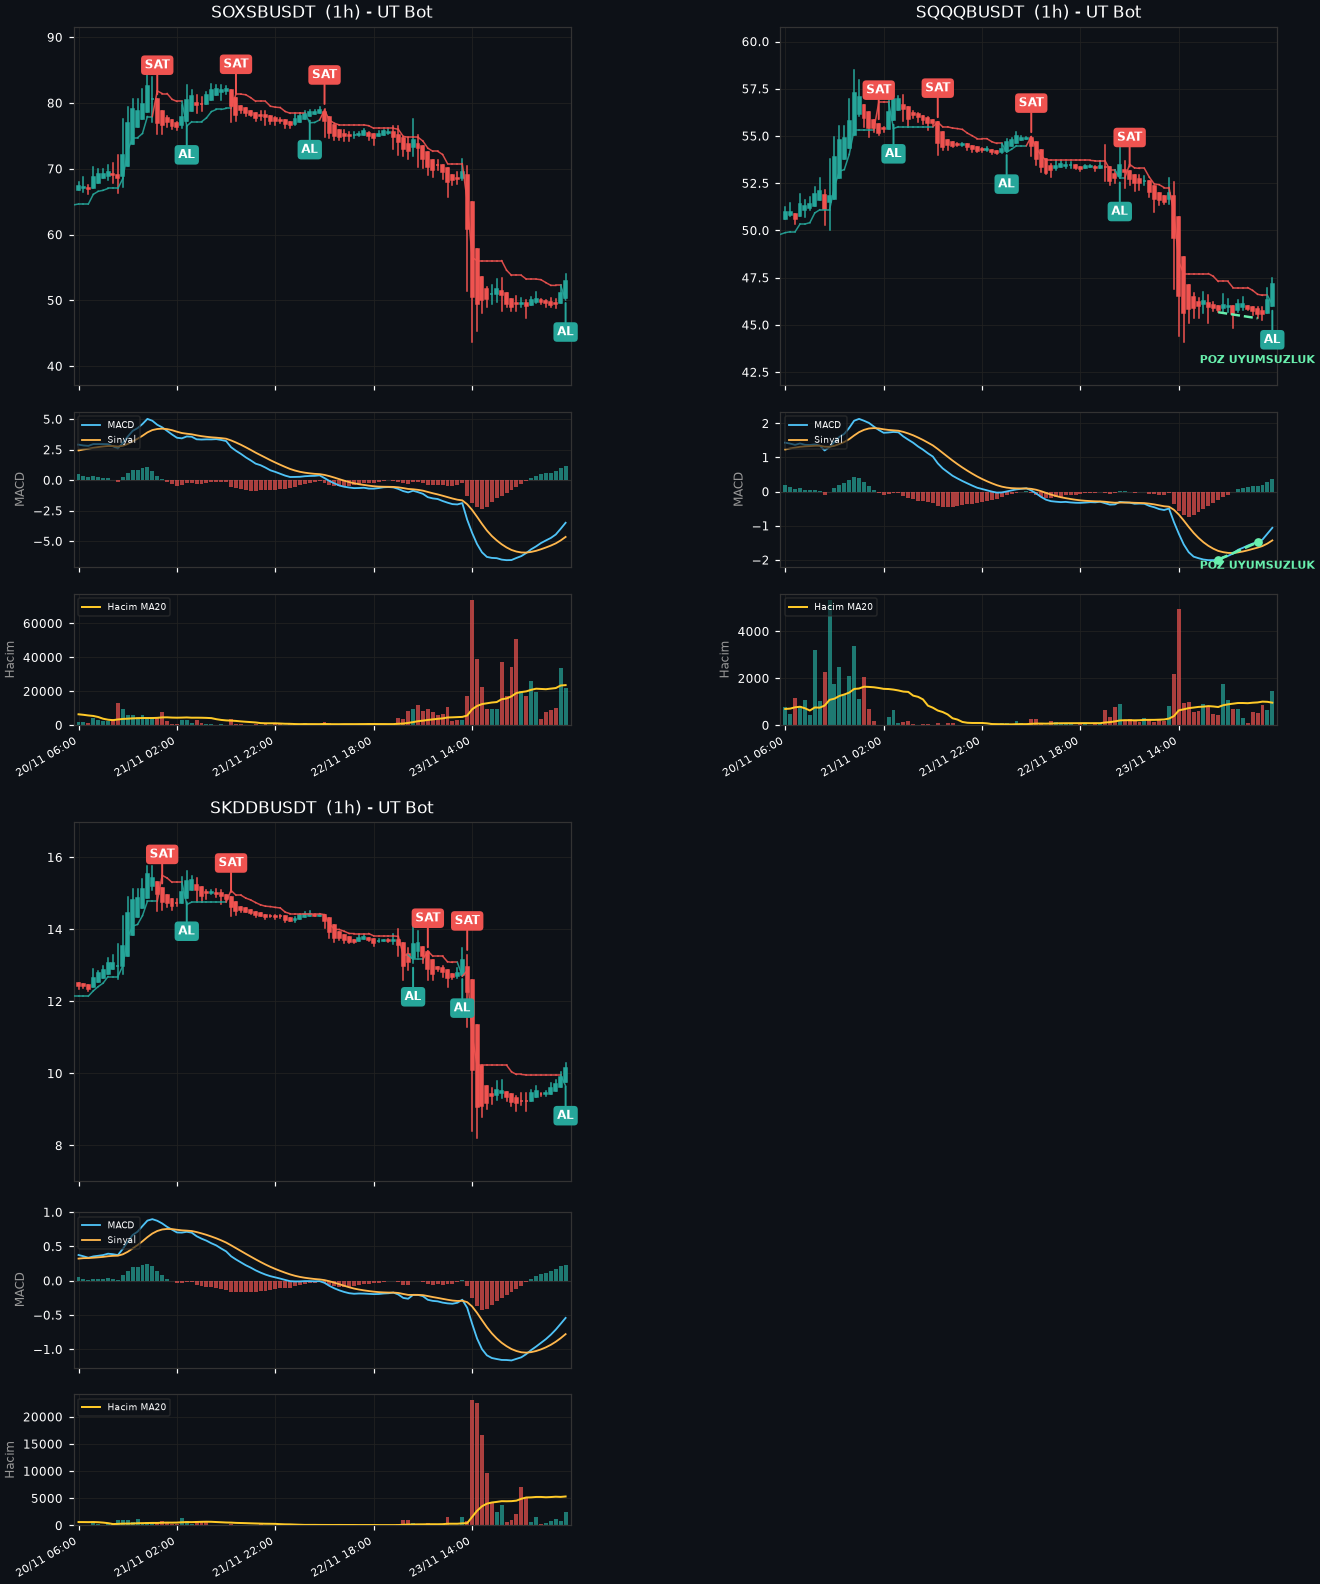 SOXSBUSDT (1h) - UT Bot
90
80
70
60
50
40
SAT
SAT
SAT
AL
AL
AL
5.0
2.5
0.0
−2.5
−5.0
MACD
MACD
Sinyal
60000
40000
20000
0
Hacim
Hacim MA20
20/11 06:00
21/11 02:00
21/11 22:00
22/11 18:00
23/11 14:00
SQQQBUSDT (1h) - UT Bot
60.0
57.5
55.0
52.5
50.0
47.5
45.0
42.5
SAT
SAT
SAT
SAT
AL
AL
AL
AL
POZ UYUMSUZLUK
2
1
0
−1
−2
MACD
MACD
Sinyal
POZ UYUMSUZLUK
4000
2000
0
Hacim
Hacim MA20
20/11 06:00
21/11 02:00
21/11 22:00
22/11 18:00
23/11 14:00
SKDDBUSDT (1h) - UT Bot
16
14
12
10
8
SAT
SAT
SAT
SAT
AL
AL
AL
AL
1.0
0.5
0.0
−0.5
−1.0
MACD
MACD
Sinyal
20000
15000
10000
5000
0
Hacim
Hacim MA20
20/11 06:00
21/11 02:00
21/11 22:00
22/11 18:00
23/11 14:00